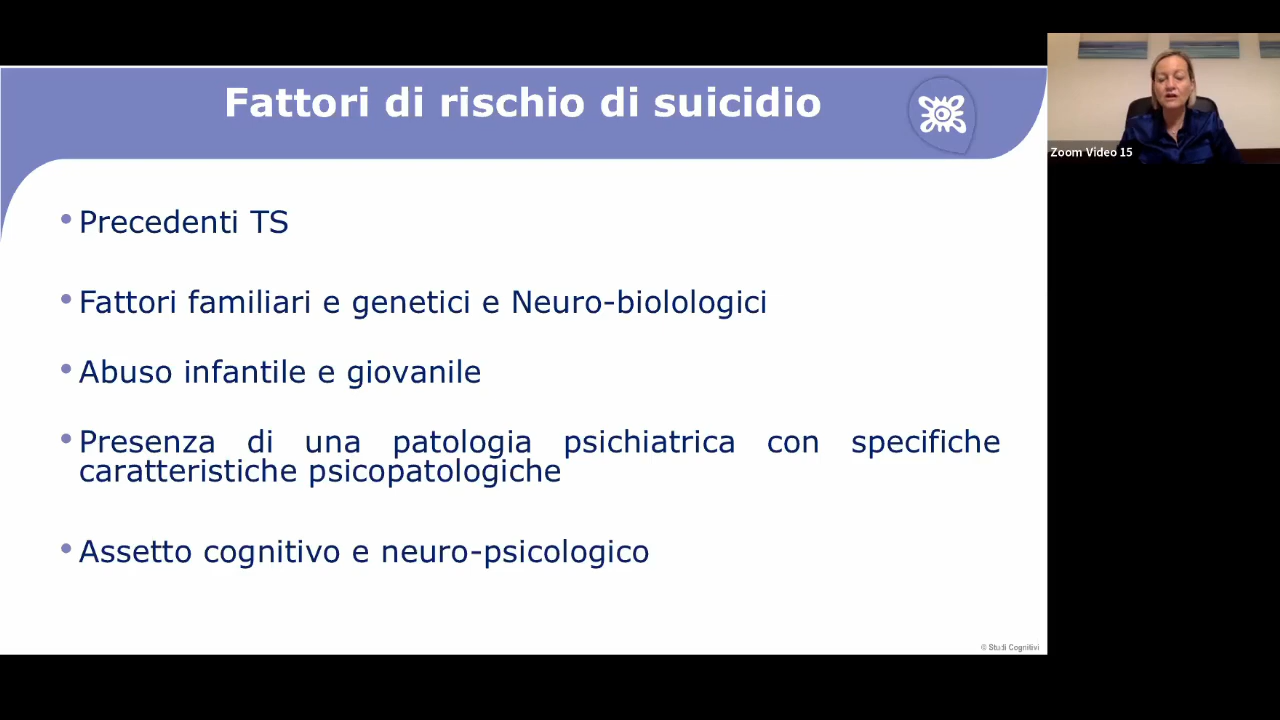 Fattori di rischio di suicidio
Zoom Video 15
• Precedenti TS
• Fattori familiari e genetici e Neuro-biolologici
• Abuso infantile e giovanile
• Presenza di una patologia psichiatrica con specifiche
caratteristiche psicopatologiche
• Assetto cognitivo e neuro-psicologico
© Studi Cognitivi